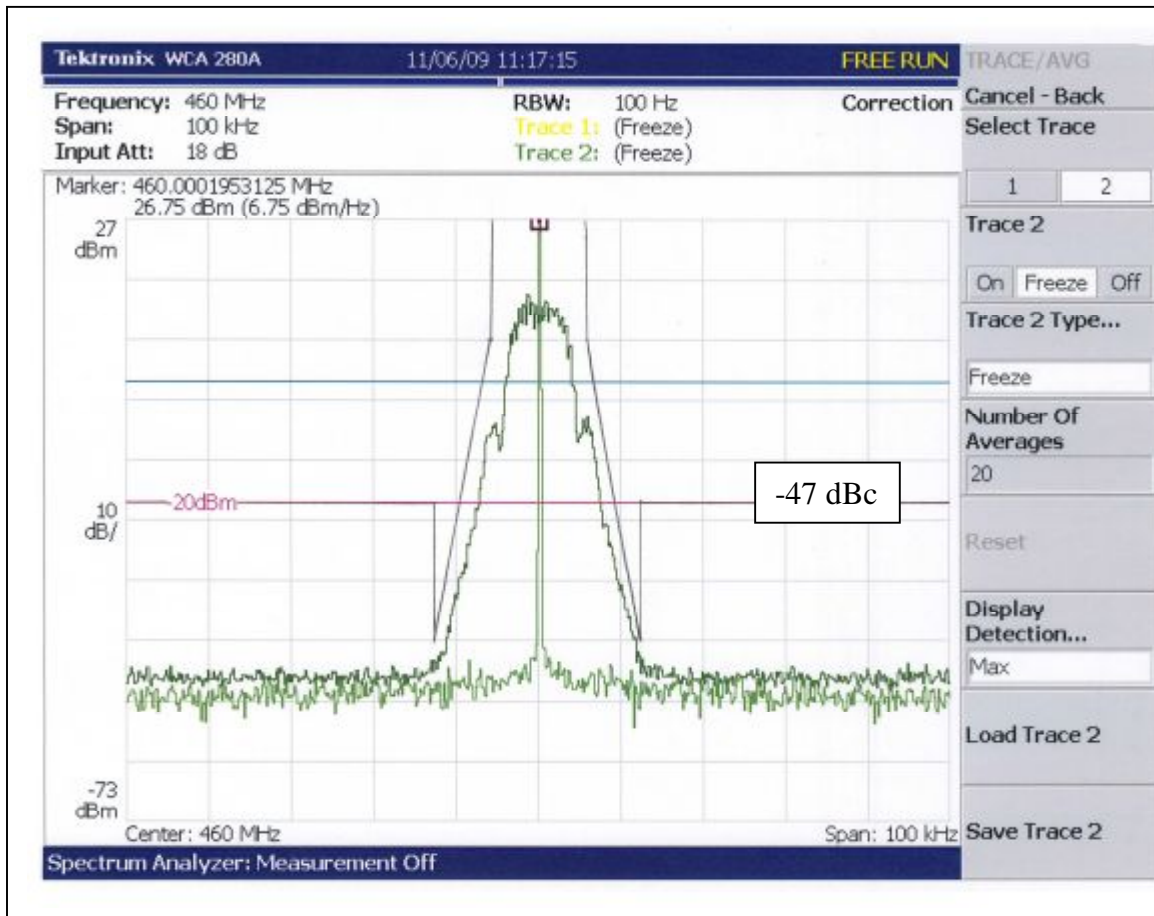 Tektronix WCA 280A 11/06/09 11:17:15 FREE RUN
Frequency: 460 MHz RBW: 100 Hz Correction
Span: 100 kHz Trace 1: (Freeze)
Input Att: 18 dB Trace 2: (Freeze)
Marker: 460.0001953125 MHz
26.75 dBm (6.75 dBm/Hz)
27
dBm
-20dBm
-47 dBc
10
dB/
-73
dBm
Center: 460 MHz Span: 100 kHz
Spectrum Analyzer: Measurement Off
TRACE/AVG
Cancel - Back
Select Trace
1 2
Trace 2
On Freeze Off
Trace 2 Type...
Freeze
Number Of
Averages
20
Reset
Display
Detection...
Max
Load Trace 2
Save Trace 2